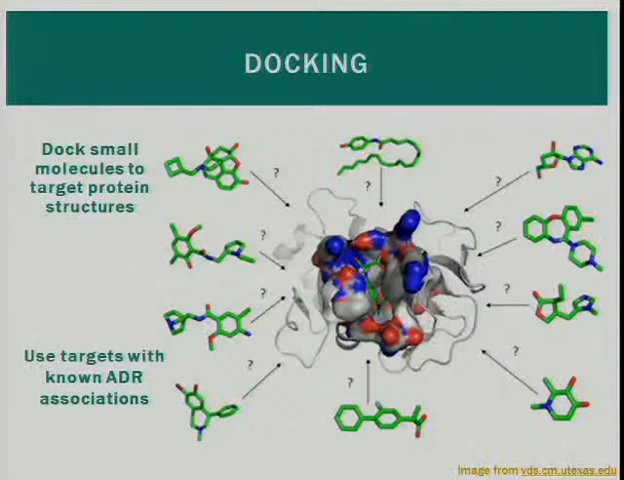 DOCKING
Dock small
molecules to
target protein
structures
?
?
?
?
?
?
?
?
?
?
Use targets with
known ADR
associations
Image from vds.cm.utexas.edu